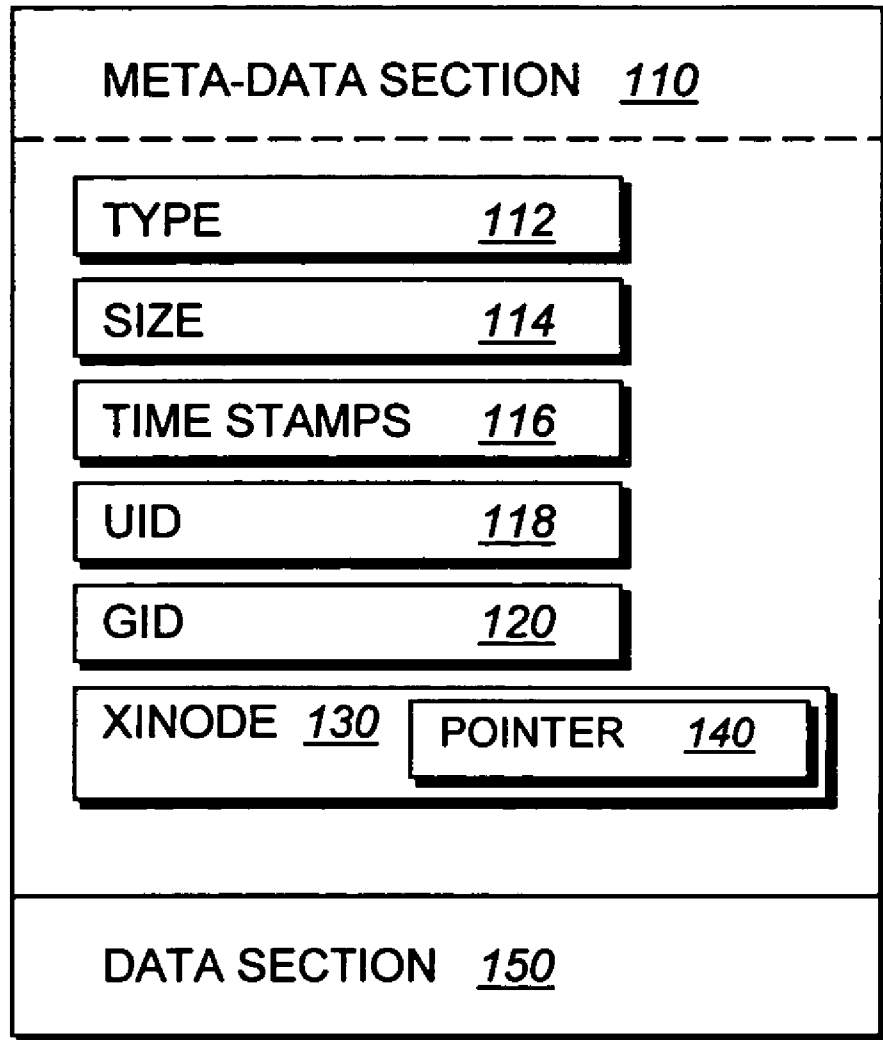 META-DATA SECTION 110
TYPE 112
SIZE 114
TIME STAMPS 116
UID 118
GID 120
XINODE 130 POINTER 140
DATA SECTION 150